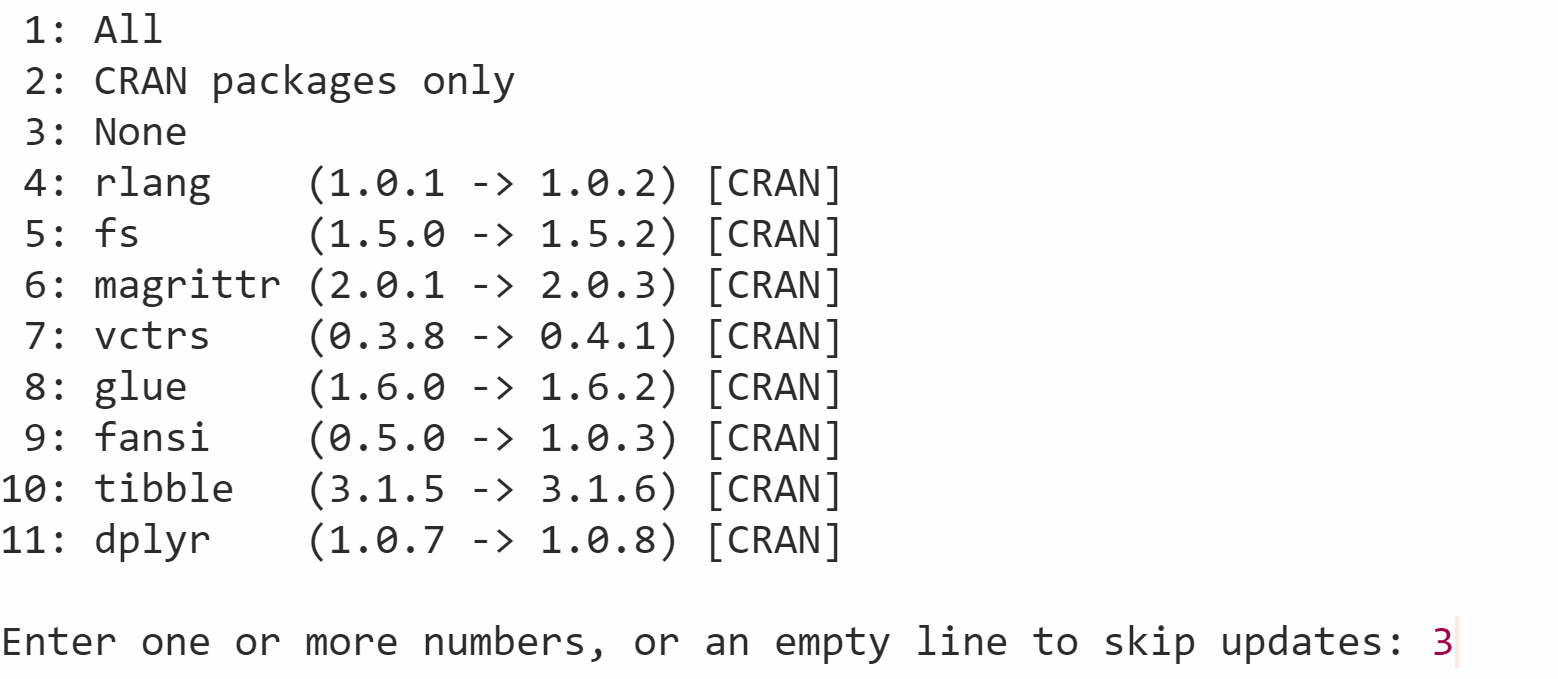 1: All
2: CRAN packages only
3: None
4: rlang    (1.0.1 -> 1.0.2) [CRAN]
5: fs       (1.5.0 -> 1.5.2) [CRAN]
6: magrittr (2.0.1 -> 2.0.3) [CRAN]
7: vctrs    (0.3.8 -> 0.4.1) [CRAN]
8: glue     (1.6.0 -> 1.6.2) [CRAN]
9: fansi    (0.5.0 -> 1.0.3) [CRAN]
10: tibble   (3.1.5 -> 3.1.6) [CRAN]
11: dplyr    (1.0.7 -> 1.0.8) [CRAN]
Enter one or more numbers, or an empty line to skip updates: 3